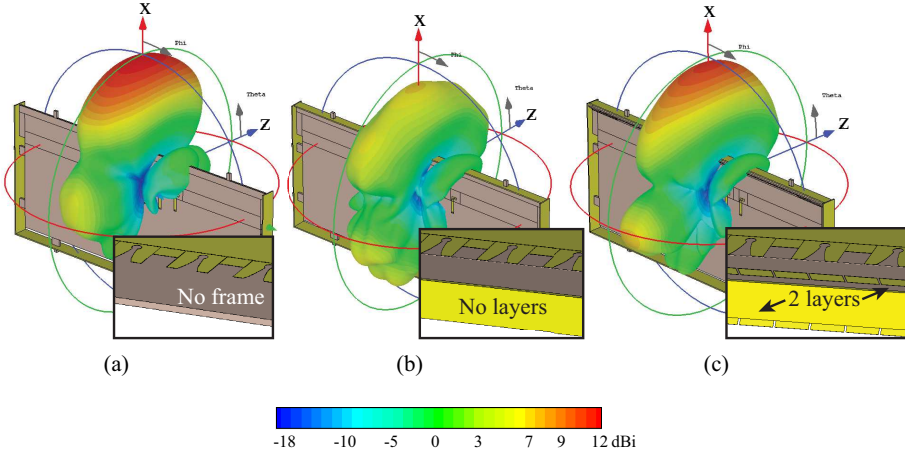 X
Phi
Theta
Z
No frame
(a)
X
Phi
Theta
Z
No layers
(b)
X
Phi
Theta
Z
2 layers
(c)
-18 -10 -5 0 3 7 9 12 dBi